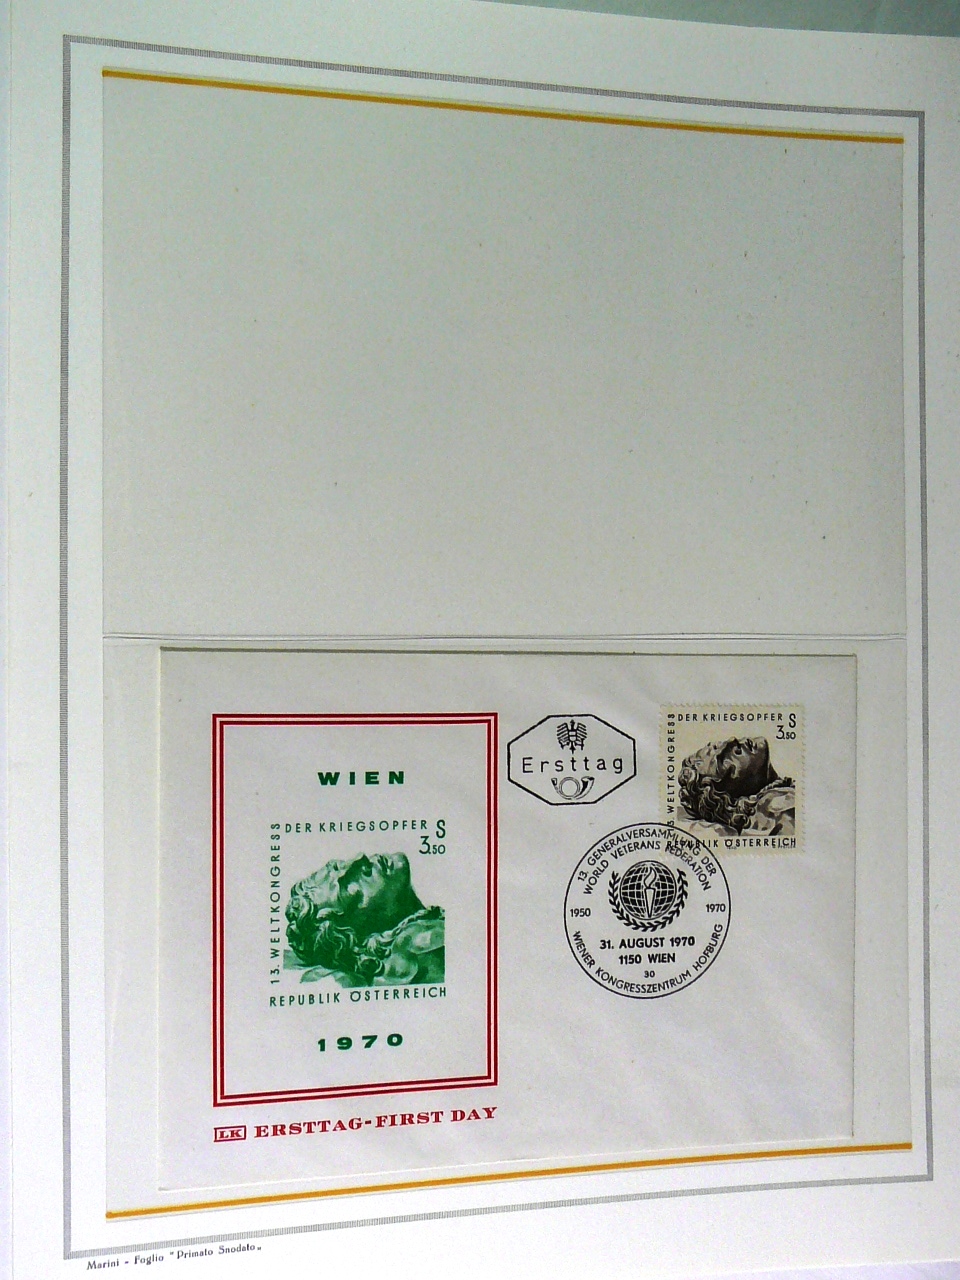 WIEN
13. WELTKONGRESS
DER KRIEGSOPFER
S
3.50
REPUBLIK ÖSTERREICH
1970
LK ERSTTAG-FIRST DAY
Ersttag
13. WELTKONGRESS
DER KRIEGSOPFER
S
3.50
REPUBLIK ÖSTERREICH
13. GENERALVERSAMMLUNG DER
WORLD VETERANS FEDERATION
1950 1970
31. AUGUST 1970
1150 WIEN
30
WIENER KONGRESSZENTRUM HOFBURG
Marini - Foglio "Primato Snodato"